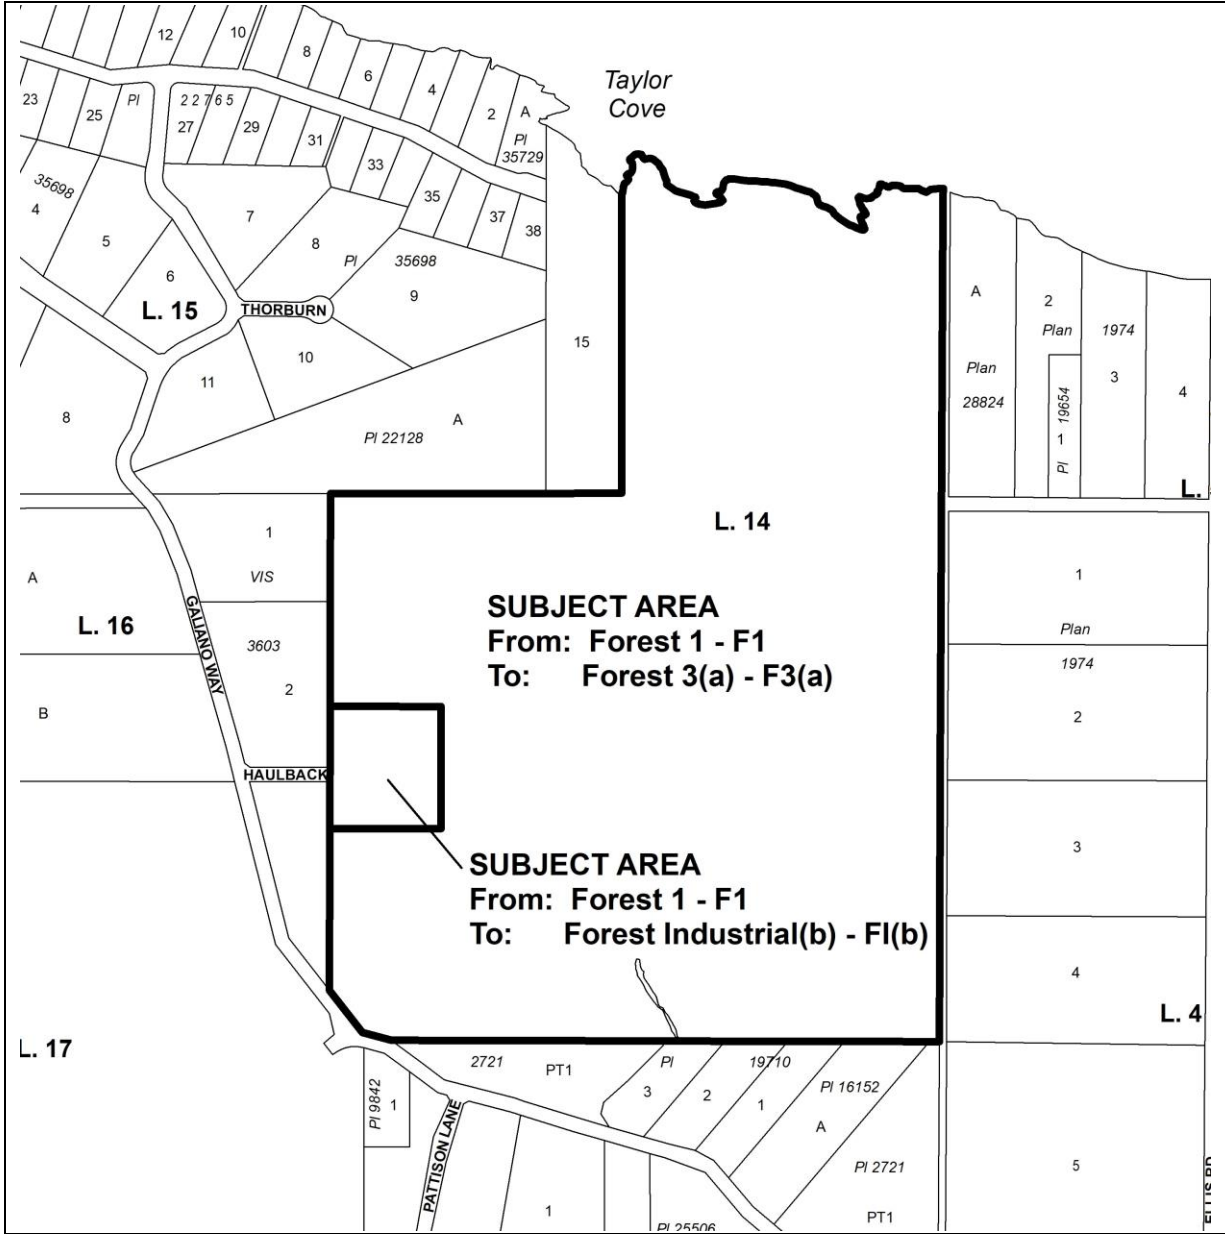 12
10
8
6
4
2
A
Pl
35729
Taylor
Cove
23
25
Pl
2 2 7 6 5
27
29
31
33
35
37
38
35698
4
5
6
7
8
Pl
35698
9
L. 15
THORBURN
10
11
8
15
A
Pl 22128
A
Plan
28824
2
Plan
1974
Pl 1 19654
3
4
L.
L. 14
1
VIS
A
L. 16
GALIANO WAY
3603
2
B
HAULBACK
SUBJECT AREA
From: Forest 1 - F1
To: Forest 3(a) - F3(a)
SUBJECT AREA
From: Forest 1 - F1
To: Forest Industrial(b) - FI(b)
1
Plan
1974
2
3
4
L. 4
L. 17
2721
PT1
Pl
19710
3
2
1
Pl 16152
A
Pl 9842
1
PATTISON LANE
1
Pl 25506
Pl 2721
PT1
5
ELLIS RD